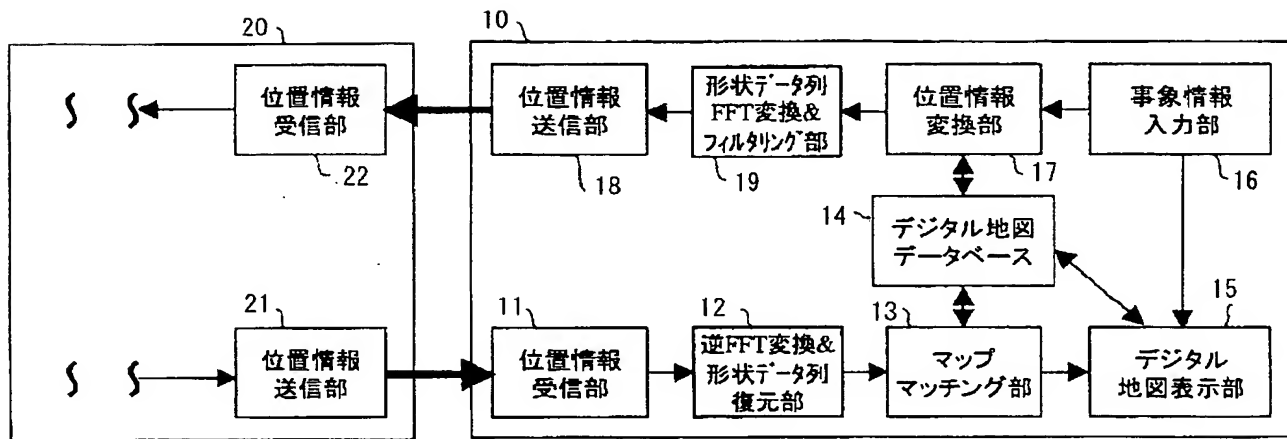 20
10
位置情報
受信部
22
位置情報
送信部
18
形状データ列
FFT変換&
フィルタリング部
19
位置情報
変換部
17
事象情報
入力部
16
14
デジタル地図
データベース
21
位置情報
送信部
11
位置情報
受信部
12
逆FFT変換&
形状データ列
復元部
13
マップ
マッチング部
15
デジタル
地図表示部